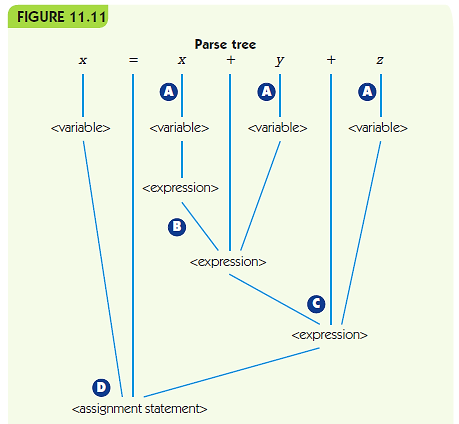 FIGURE 11.11
Parse tree
x = x + y + z
A A A
<variable> <variable> <variable> <variable>
<expression>
B
<expression>
C
<expression>
D
<assignment statement>